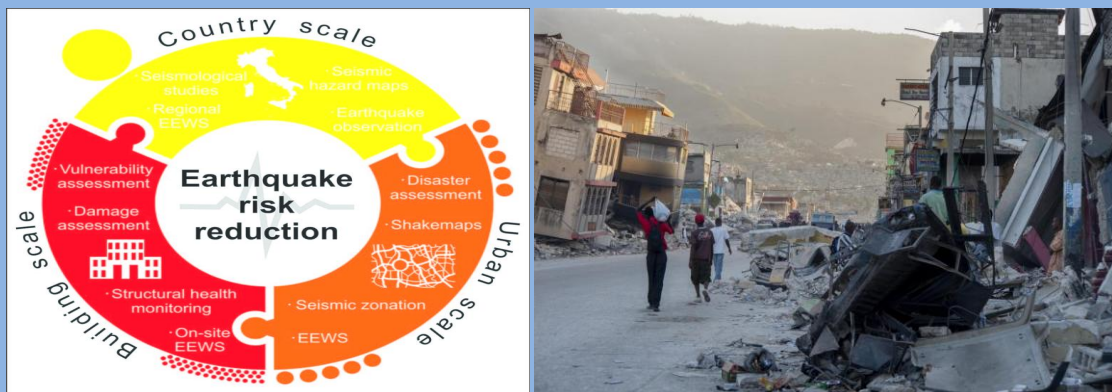 Country scale
· Seismological
studies
· Seismic
hazard maps
· Regional
EEWS
· Earthquake
observation
· Vulnerability
assessment
· Damage
assessment
· Structural health
monitoring
· On-site
EEWS
Building scale
Earthquake
risk
reduction
· Disaster
assessment
· Shakemaps
· Seismic zonation
· EEWS
Urban scale